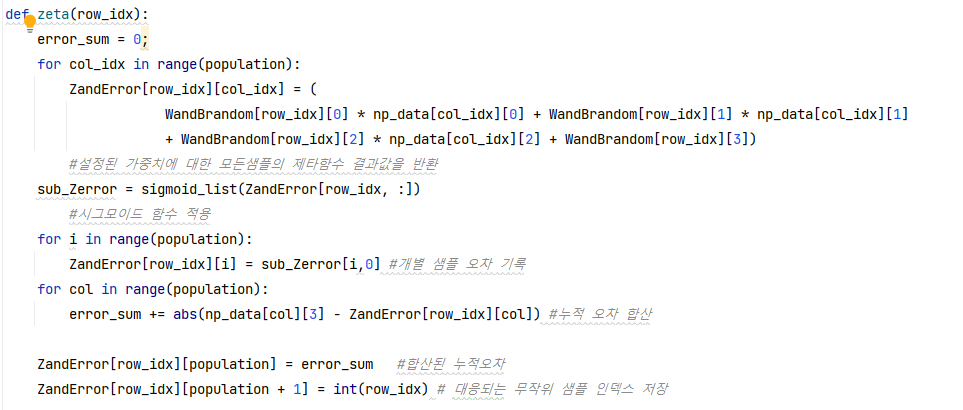 def zeta(row_idx):
    error_sum = 0;
    for col_idx in range(population):
        ZandError[row_idx][col_idx] = (
                    WandBrandom[row_idx][0] * np_data[col_idx][0] + WandBrandom[row_idx][1] * np_data[col_idx][1]
                    + WandBrandom[row_idx][2] * np_data[col_idx][2] + WandBrandom[row_idx][3])
        #설정된 가중치에 대한 모든샘플의 제타함수 결과값을 반환
    sub_Zerror = sigmoid_list(ZandError[row_idx, :])
        #시그모이드 함수 적용
    for i in range(population):
        ZandError[row_idx][i] = sub_Zerror[i,0] #개별 샘플 오차 기록
    for col in range(population):
        error_sum += abs(np_data[col][3] - ZandError[row_idx][col]) #누적 오차 합산
    ZandError[row_idx][population] = error_sum   #합산된 누적오차
    ZandError[row_idx][population + 1] = int(row_idx) # 대응되는 무작위 샘플 인덱스 저장